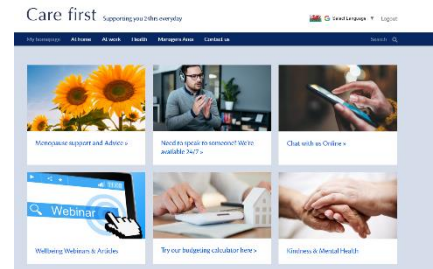 Care first Supporting you 24hrs everyday
G Select Language ▼ Logout
My homepage At home At work Health Managers Area Contact us Search
Menopause support and Advice »
Need to speak to someone? We're
available 24/7 »
Chat with us Online »
Webinar
Wellbeing Webinars & Articles
Try our budgeting calculator here »
Kindness & Mental Health